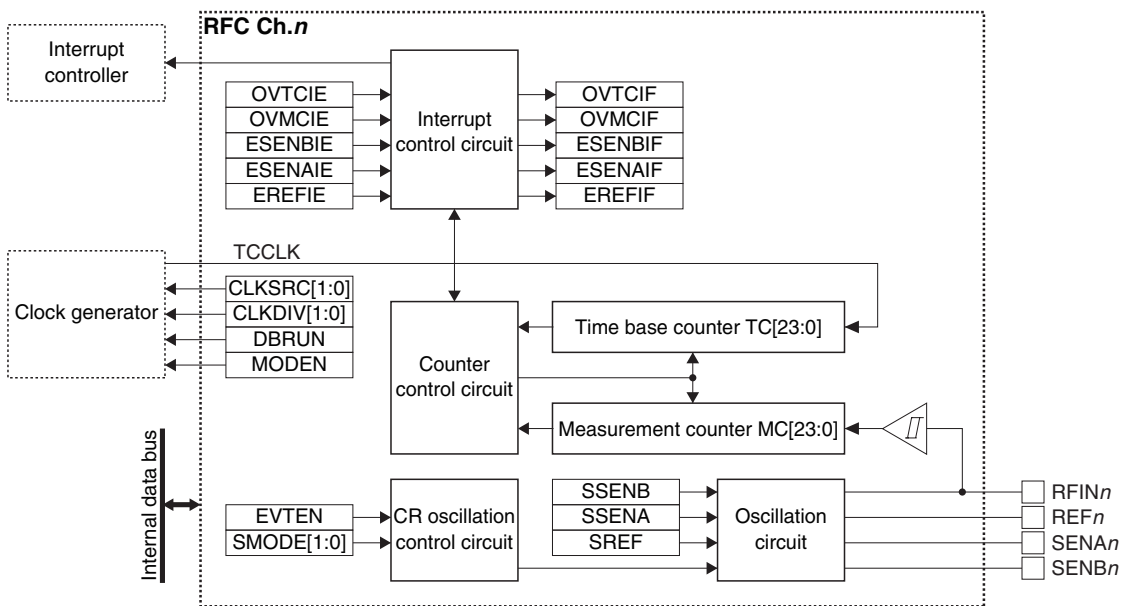 RFC Ch.n
Interrupt
controller
OVTCIE
OVMCIE
ESENBIE
ESENAIE
EREFIE
Interrupt
control circuit
OVTCIF
OVMCIF
ESENBIF
ESENAIF
EREFIF
TCCLK
Clock generator
CLKSRC[1:0]
CLKDIV[1:0]
DBRUN
MODEN
Counter
control circuit
Time base counter TC[23:0]
Measurement counter MC[23:0]
Internal data bus
EVTEN
SMODE[1:0]
CR oscillation
control circuit
SSENB
SSENA
SREF
Oscillation
circuit
RFINn
REFn
SENAn
SENBn